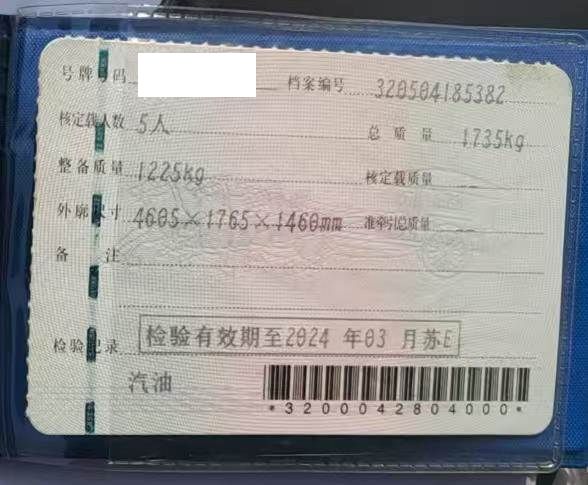 号牌号码 档案编号 320504185382
核定载人数 5人 总质量 1735kg
整备质量 1225kg 核定载质量 --
外廓尺寸 4605×1765×1460mm 准牵引总质量 --
备注
检验记录 检验有效期至2024年03月苏E
汽油
*3200042804000*